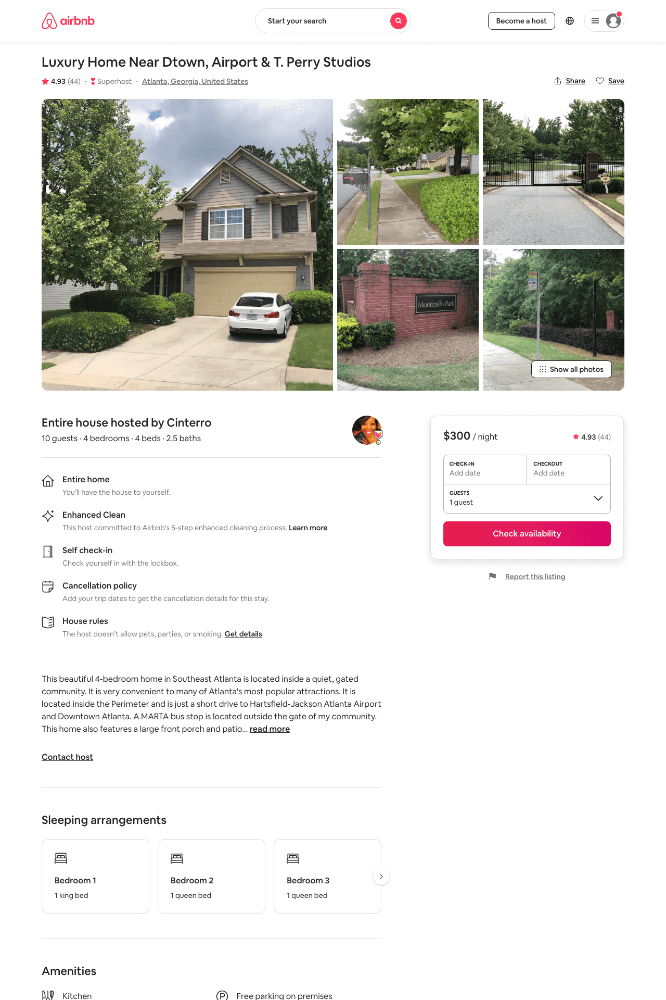 airbnb
Start your search
Become a host
Luxury Home Near Dtown, Airport & T. Perry Studios
4.93 (44) · Superhost · Atlanta, Georgia, United States
Share
Save
Monticello Park
marta
Show all photos
Entire house hosted by Cinterro
10 guests · 4 bedrooms · 4 beds · 2.5 baths
$300 / night
4.93 (44)
CHECK-IN
Add date
CHECKOUT
Add date
GUESTS
1 guest
Check availability
Report this listing
Entire home
You’ll have the house to yourself.
Enhanced Clean
This host committed to Airbnb's 5-step enhanced cleaning process. Learn more
Self check-in
Check yourself in with the lockbox.
Cancellation policy
Add your trip dates to get the cancellation details for this stay.
House rules
The host doesn’t allow pets, parties, or smoking. Get details
This beautiful 4-bedroom home in Southeast Atlanta is located inside a quiet, gated
community. It is very convenient to many of Atlanta's most popular attractions. It is
located inside the Perimeter and is just a short drive to Hartsfield-Jackson Atlanta Airport
and Downtown Atlanta. A MARTA bus stop is located outside the gate of my community.
This home also features a large front porch and patio… read more
Contact host
Sleeping arrangements
Bedroom 1
1 king bed
Bedroom 2
1 queen bed
Bedroom 3
1 queen bed
Amenities
Kitchen
Free parking on premises